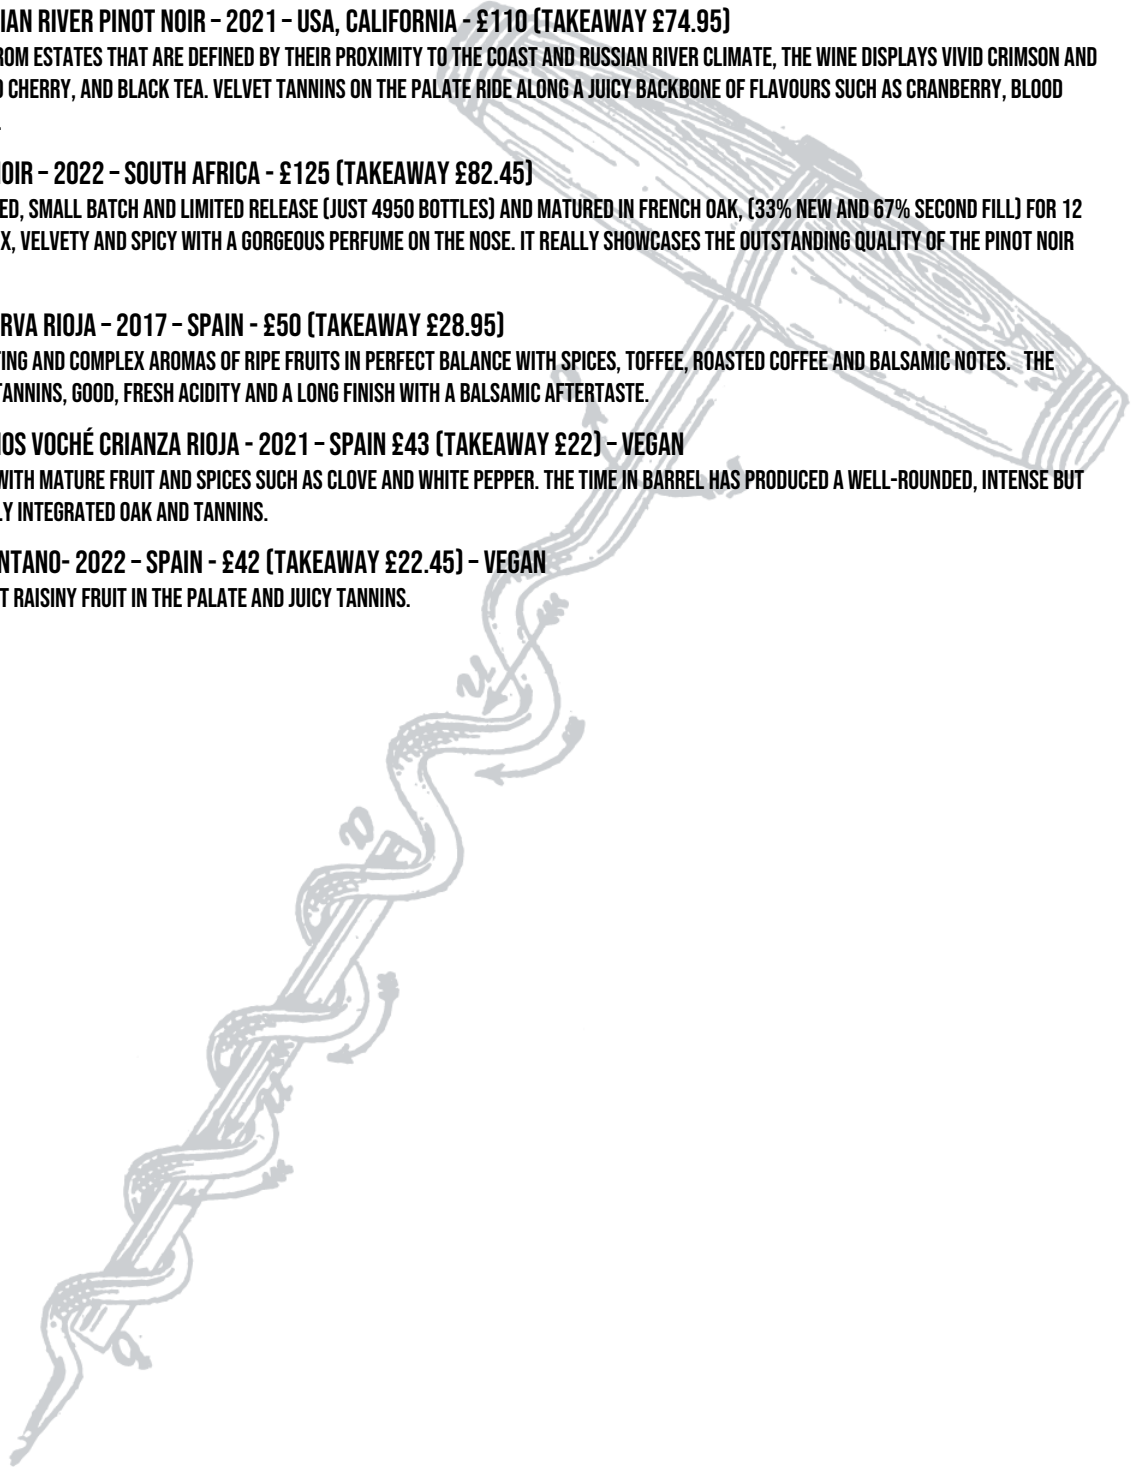 IAN RIVER PINOT NOIR – 2021 – USA, CALIFORNIA - £110 (TAKEAWAY £74.95)
ROM ESTATES THAT ARE DEFINED BY THEIR PROXIMITY TO THE COAST AND RUSSIAN RIVER CLIMATE, THE WINE DISPLAYS VIVID CRIMSON AND
D CHERRY, AND BLACK TEA. VELVET TANNINS ON THE PALATE RIDE ALONG A JUICY BACKBONE OF FLAVOURS SUCH AS CRANBERRY, BLOOD
.
OIR – 2022 – SOUTH AFRICA - £125 (TAKEAWAY £82.45)
ED, SMALL BATCH AND LIMITED RELEASE (JUST 4950 BOTTLES) AND MATURED IN FRENCH OAK, (33% NEW AND 67% SECOND FILL) FOR 12
X, VELVETY AND SPICY WITH A GORGEOUS PERFUME ON THE NOSE. IT REALLY SHOWCASES THE OUTSTANDING QUALITY OF THE PINOT NOIR
RVA RIOJA – 2017 – SPAIN - £50 (TAKEAWAY £28.95)
TING AND COMPLEX AROMAS OF RIPE FRUITS IN PERFECT BALANCE WITH SPICES, TOFFEE, ROASTED COFFEE AND BALSAMIC NOTES. THE
TANNINS, GOOD, FRESH ACIDITY AND A LONG FINISH WITH A BALSAMIC AFTERTASTE.
IOS VOCHÉ CRIANZA RIOJA - 2021 – SPAIN £43 (TAKEAWAY £22) – VEGAN
WITH MATURE FRUIT AND SPICES SUCH AS CLOVE AND WHITE PEPPER. THE TIME IN BARREL HAS PRODUCED A WELL-ROUNDED, INTENSE BUT
LY INTEGRATED OAK AND TANNINS.
NTANO- 2022 – SPAIN - £42 (TAKEAWAY £22.45) – VEGAN
T RAISINY FRUIT IN THE PALATE AND JUICY TANNINS.